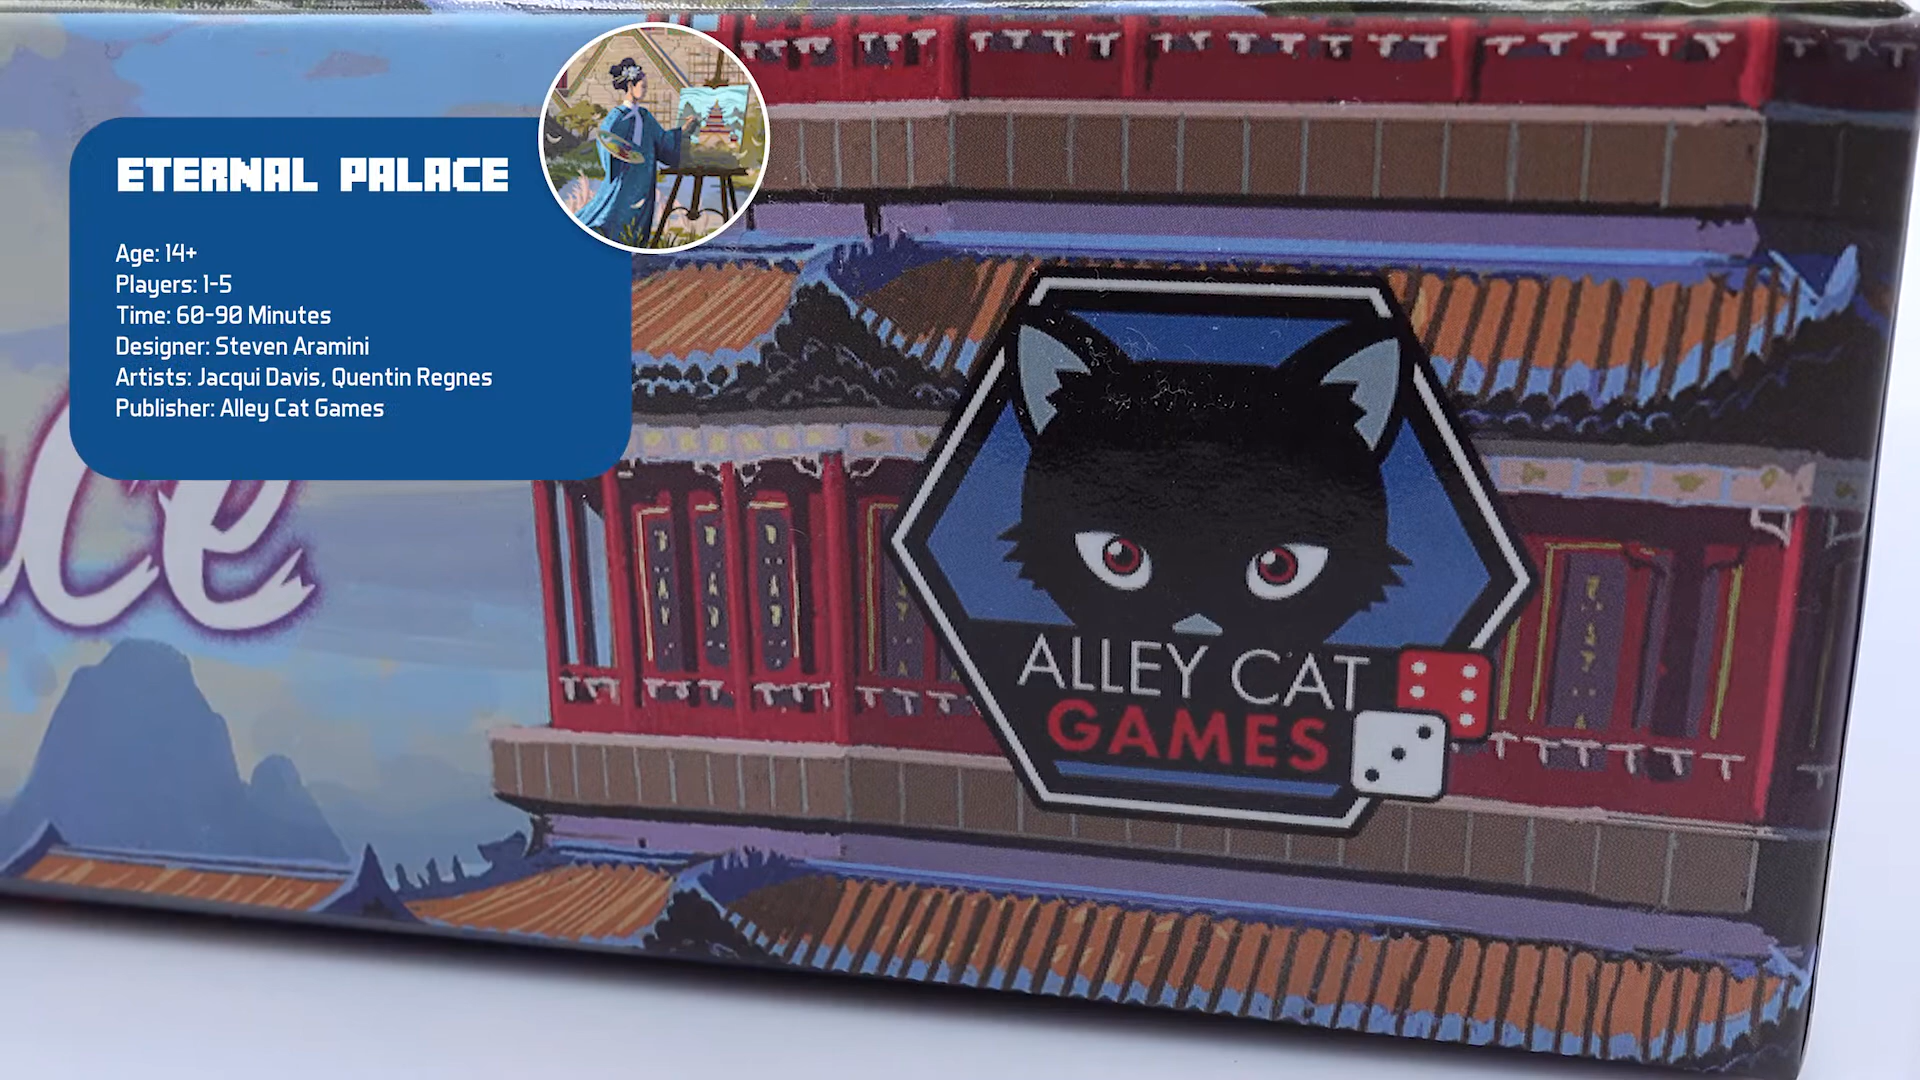 ETERNAL PALACE
Age: 14+
Players: 1-5
Time: 60-90 Minutes
Designer: Steven Aramini
Artists: Jacqui Davis, Quentin Regnes
Publisher: Alley Cat Games
ce
ALLEY CAT
GAMES